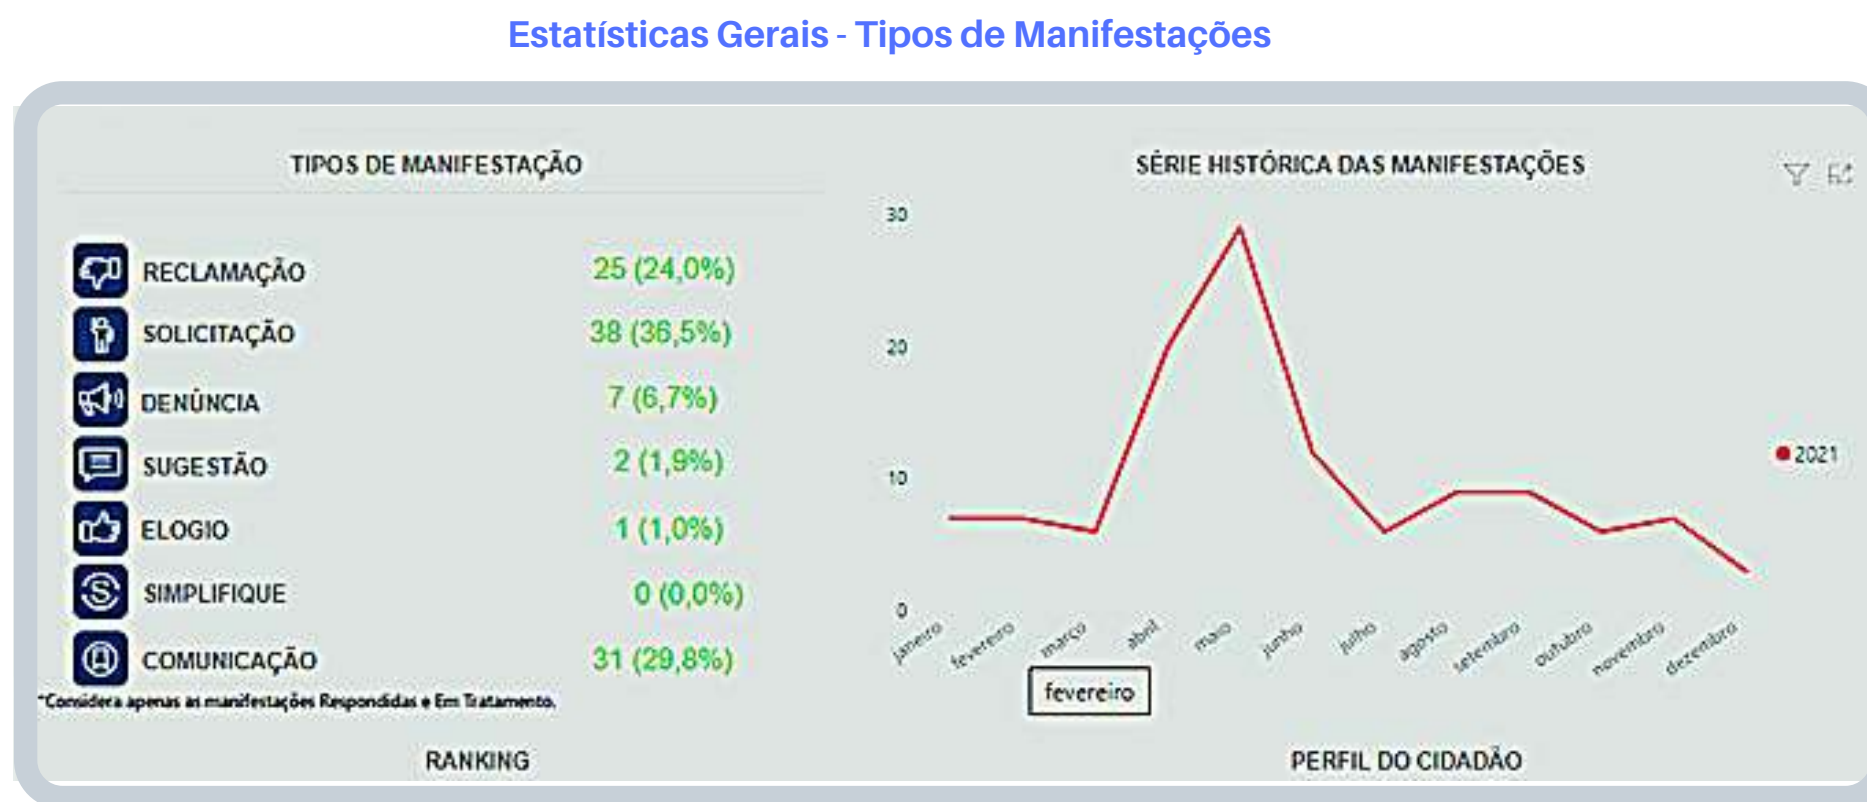 Estatísticas Gerais - Tipos de Manifestações
TIPOS DE MANIFESTAÇÃO
RECLAMAÇÃO 25 (24,0%)
SOLICITAÇÃO 38 (36,5%)
DENÚNCIA 7 (6,7%)
SUGESTÃO 2 (1,9%)
ELOGIO 1 (1,0%)
SIMPLIFIQUE 0 (0,0%)
COMUNICAÇÃO 31 (29,8%)
*Considera apenas as manifestações Respondidas e Em Tratamento.
RANKING
SÉRIE HISTÓRICA DAS MANIFESTAÇÕES
30
20
10
0
janeiro fevereiro março abril maio junho julho agosto setembro outubro novembro dezembro
fevereiro
2021
PERFIL DO CIDADÃO